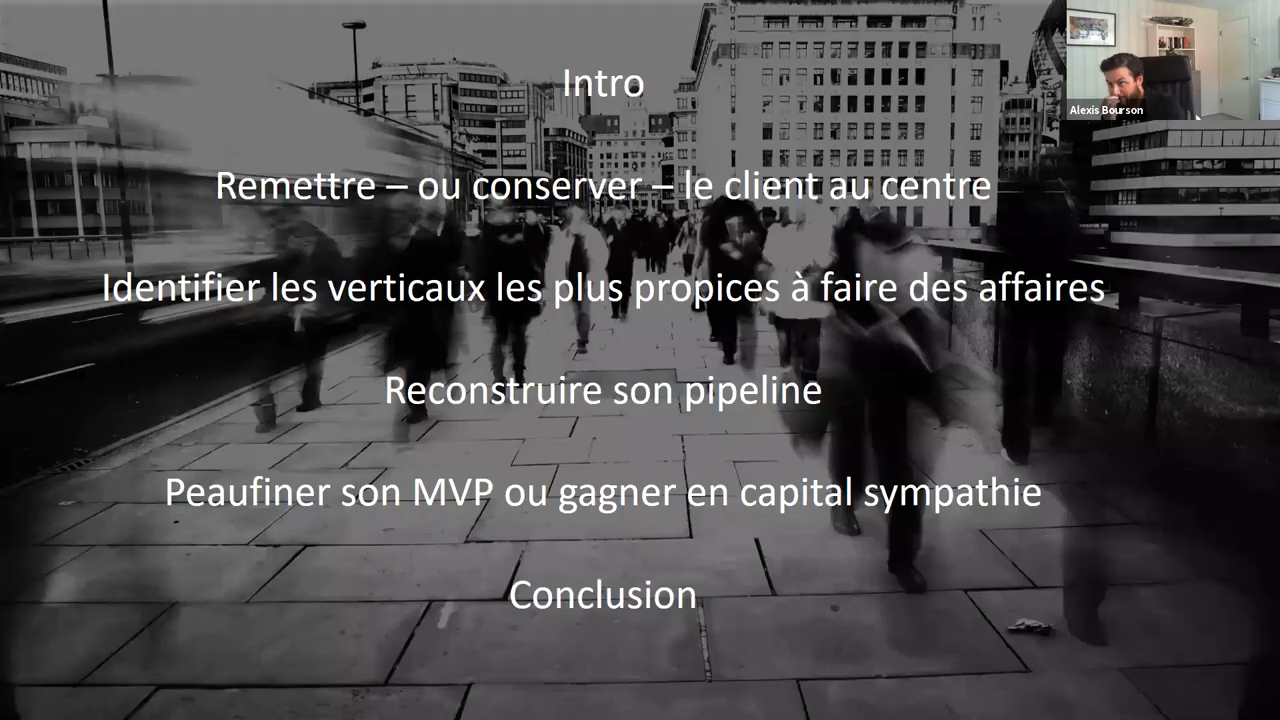 Intro
Alexis Bourson
Remettre – ou conserver – le client au centre
Identifier les verticaux les plus propices à faire des affaires
Reconstruire son pipeline
Peaufiner son MVP ou gagner en capital sympathie
Conclusion